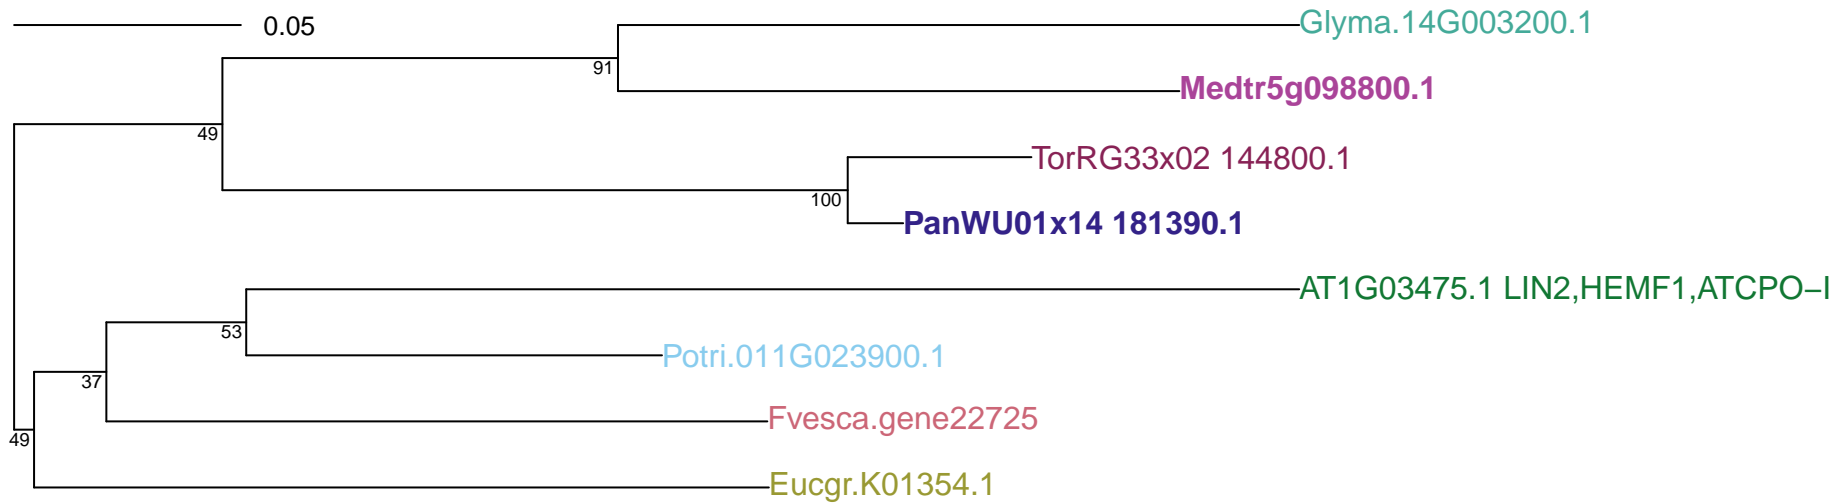 Glyma.14G003200.1
0.05
91
Medtr5g098800.1
49
TorRG33x02 144800.1
100
PanWU01x14 181390.1
AT1G03475.1 LIN2,HEMF1,ATCPO−I
53
Potri.011G023900.1
37
Fvesca.gene22725
49
Eucgr.K01354.1